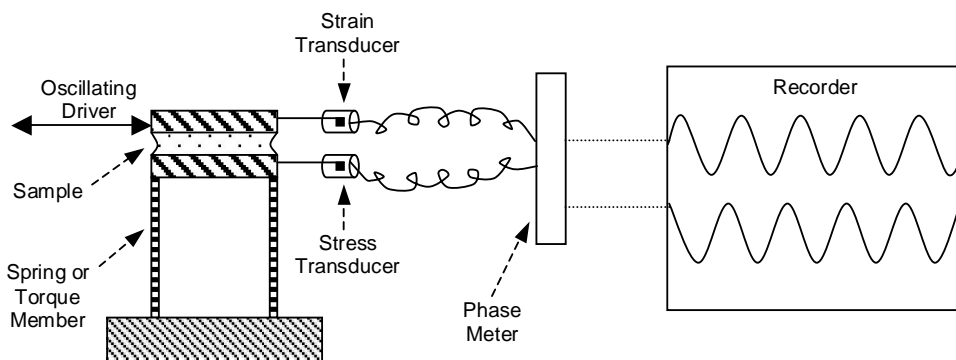 Strain
Transducer
Oscillating
Driver
Recorder
Sample
Stress
Transducer
Spring or
Torque
Member
Phase
Meter